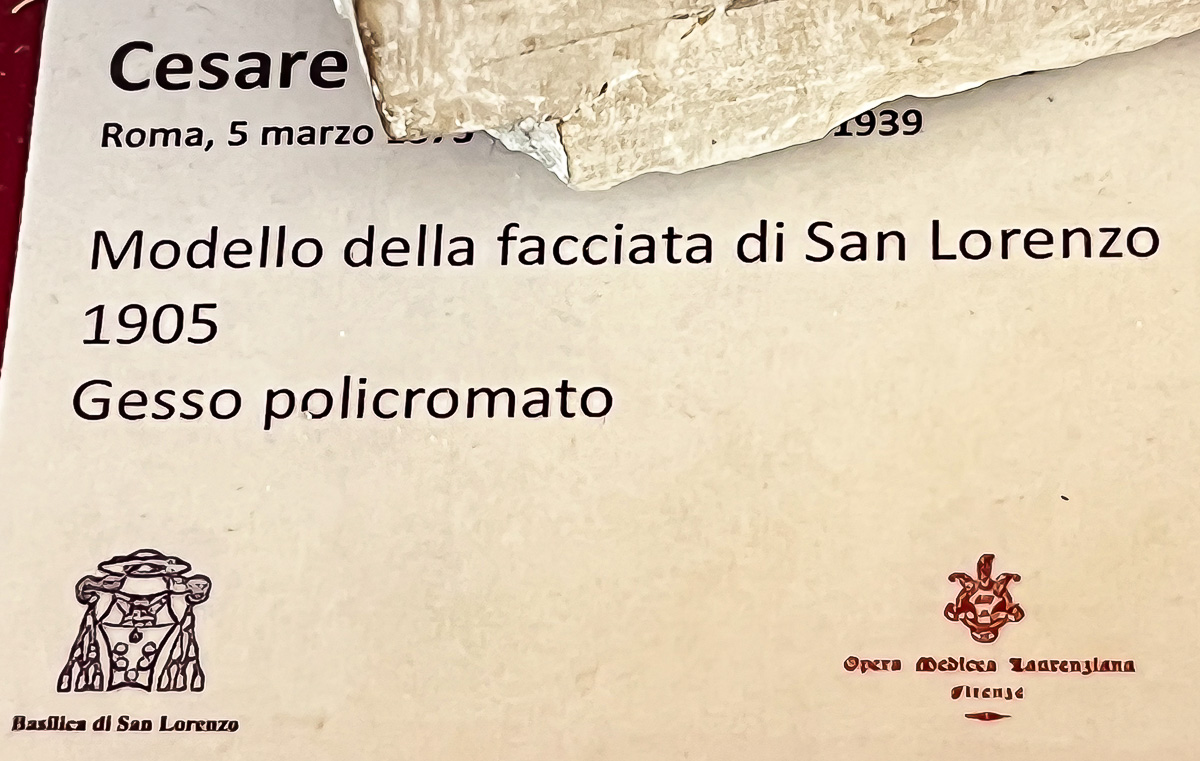 Cesare
Roma, 5 marzo 1939
Modello della facciata di San Lorenzo
1905
Gesso policromato
Basilica di San Lorenzo
Opera Medicea Laurenziana
Firenze